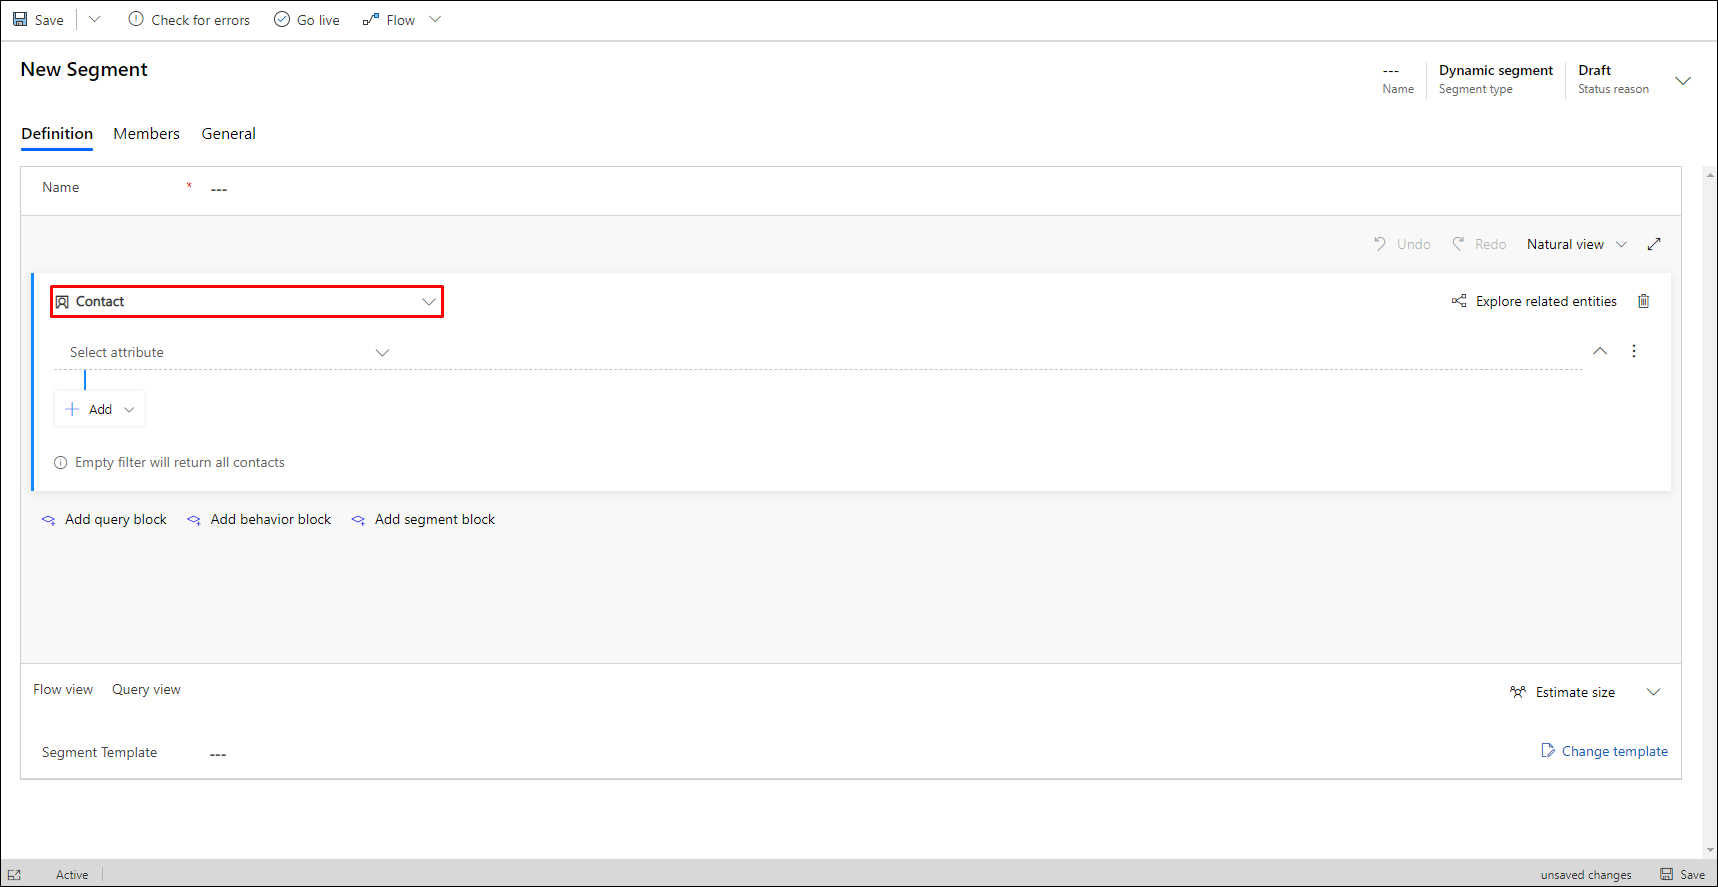 Save Check for errors Go live Flow
New Segment
--- Dynamic segment Draft
Name Segment type Status reason
Definition Members General
Name * ---
Undo Redo Natural view
Contact Explore related entities
Select attribute
Add
Empty filter will return all contacts
Add query block Add behavior block Add segment block
Flow view Query view Estimate size
Segment Template --- Change template
Active unsaved changes Save